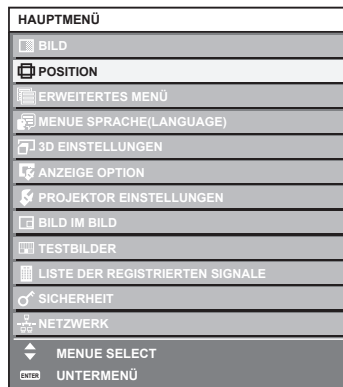 HAUPTMENÜ
BILD
POSITION
ERWEITERTES MENÜ
MENUE SPRACHE(LANGUAGE)
3D EINSTELLUNGEN
ANZEIGE OPTION
PROJEKTOR EINSTELLUNGEN
BILD IM BILD
TESTBILDER
LISTE DER REGISTRIERTEN SIGNALE
SICHERHEIT
NETZWERK
MENUE SELECT
ENTER UNTERMENÜ